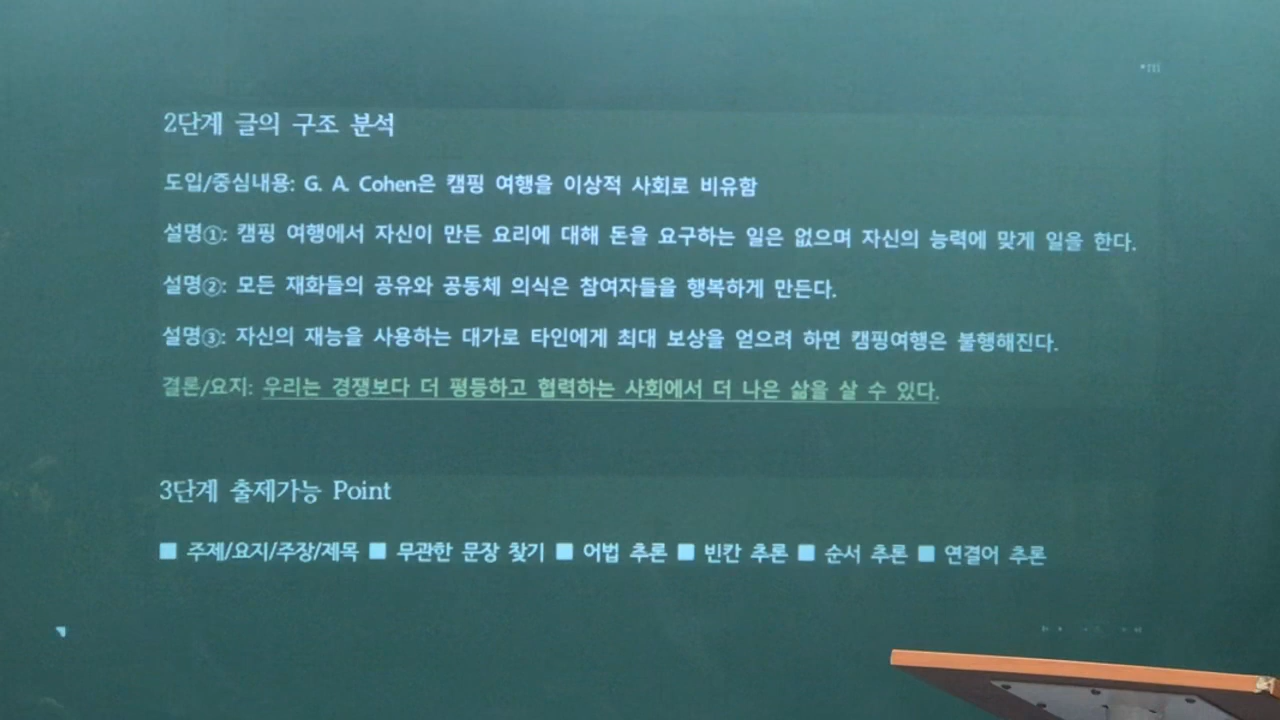 2단계 글의 구조 분석
도입/중심내용: G. A. Cohen은 캠핑 여행을 이상적 사회로 비유함
설명①: 캠핑 여행에서 자신이 만든 요리에 대해 돈을 요구하는 일은 없으며 자신의 능력에 맞게 일을 한다.
설명②: 모든 재화들의 공유와 공동체 의식은 참여자들을 행복하게 만든다.
설명③: 자신의 재능을 사용하는 대가로 타인에게 최대 보상을 얻으려 하면 캠핑여행은 불행해진다.
결론/요지: 우리는 경쟁보다 더 평등하고 협력하는 사회에서 더 나은 삶을 살 수 있다.
3단계 출제가능 Point
■ 주제/요지/주장/제목 ■ 무관한 문장 찾기 ■ 어법 추론 ■ 빈칸 추론 ■ 순서 추론 ■ 연결어 추론